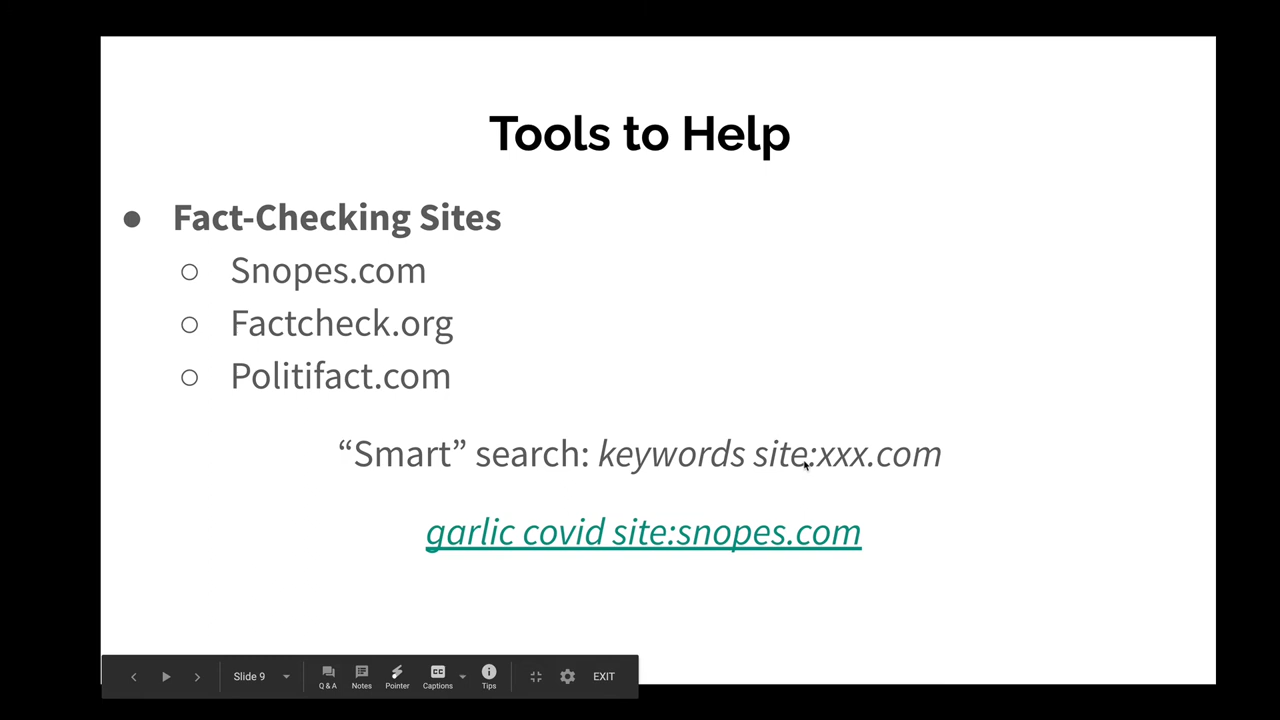 Tools to Help
● Fact-Checking Sites
○ Snopes.com
○ Factcheck.org
○ Politifact.com
“Smart” search: keywords site:xxx.com
garlic covid site:snopes.com
Slide 9
Q & A
Notes
Pointer
CC
Captions
Tips
EXIT